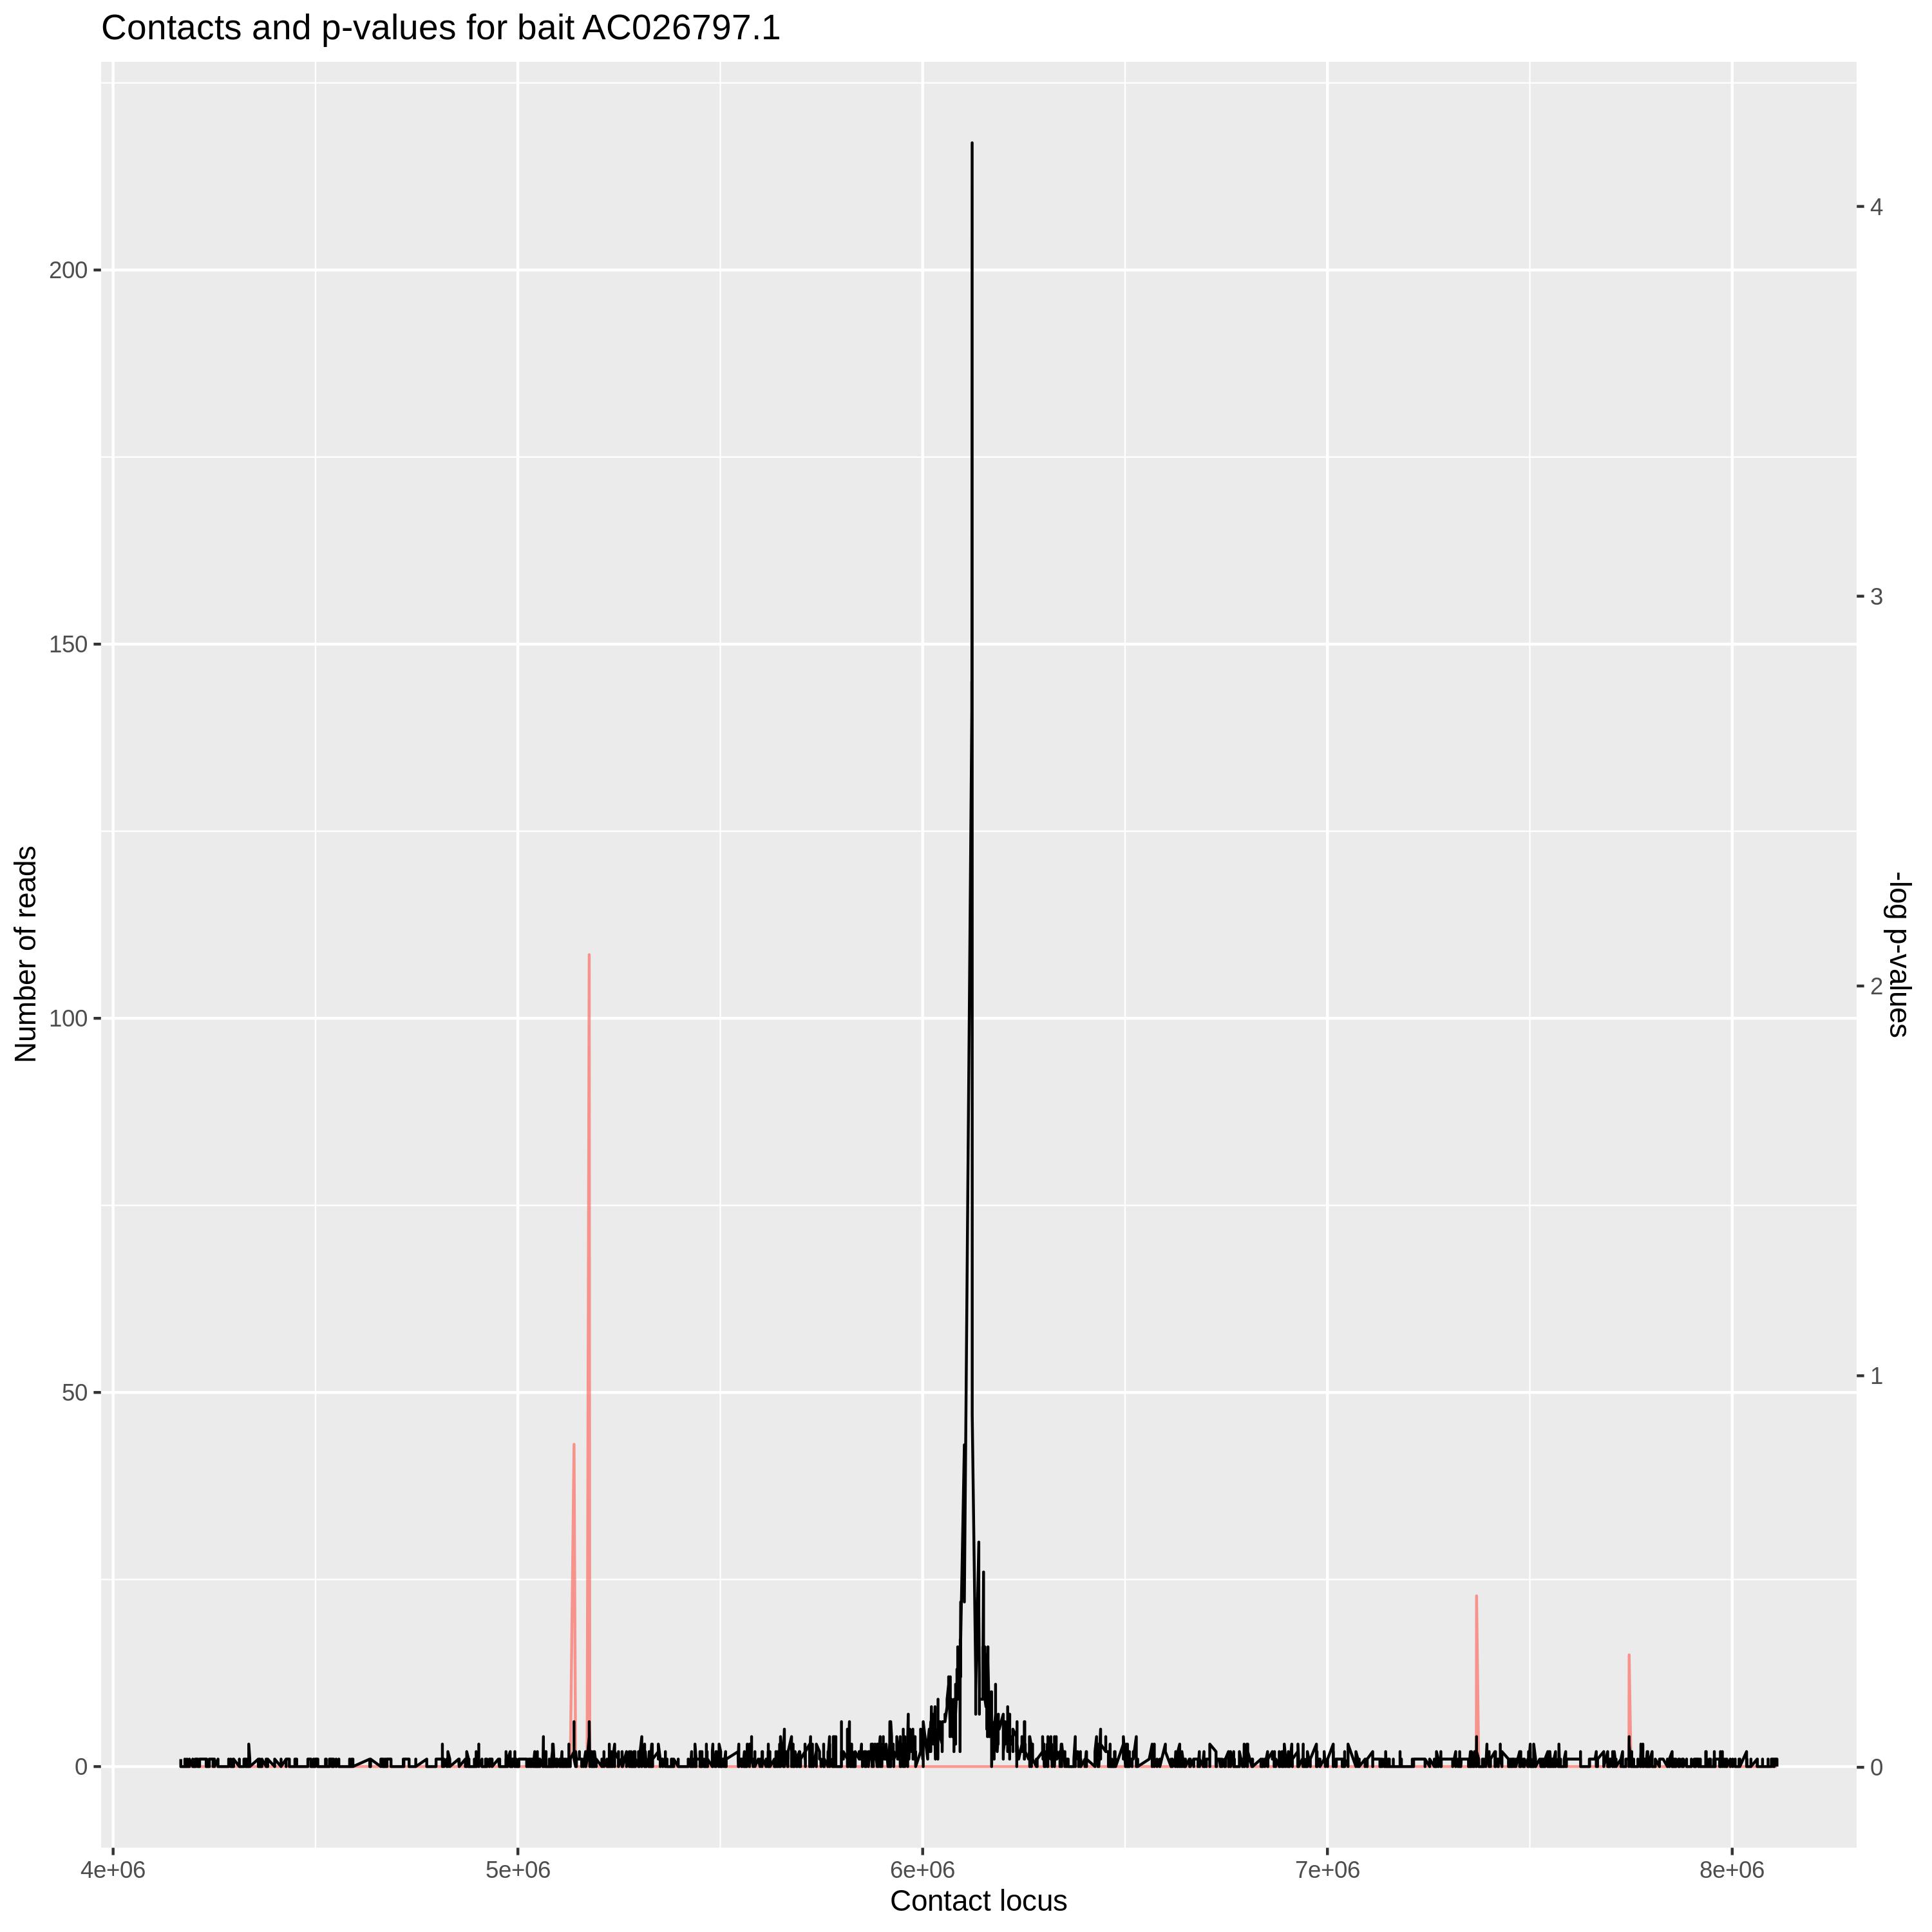 Contacts and p-values for bait AC026797.1
Number of reads
200
150
100
50
0
4
3
2
1
0
-log p-values
4e+06 5e+06 6e+06 7e+06 8e+06
Contact locus